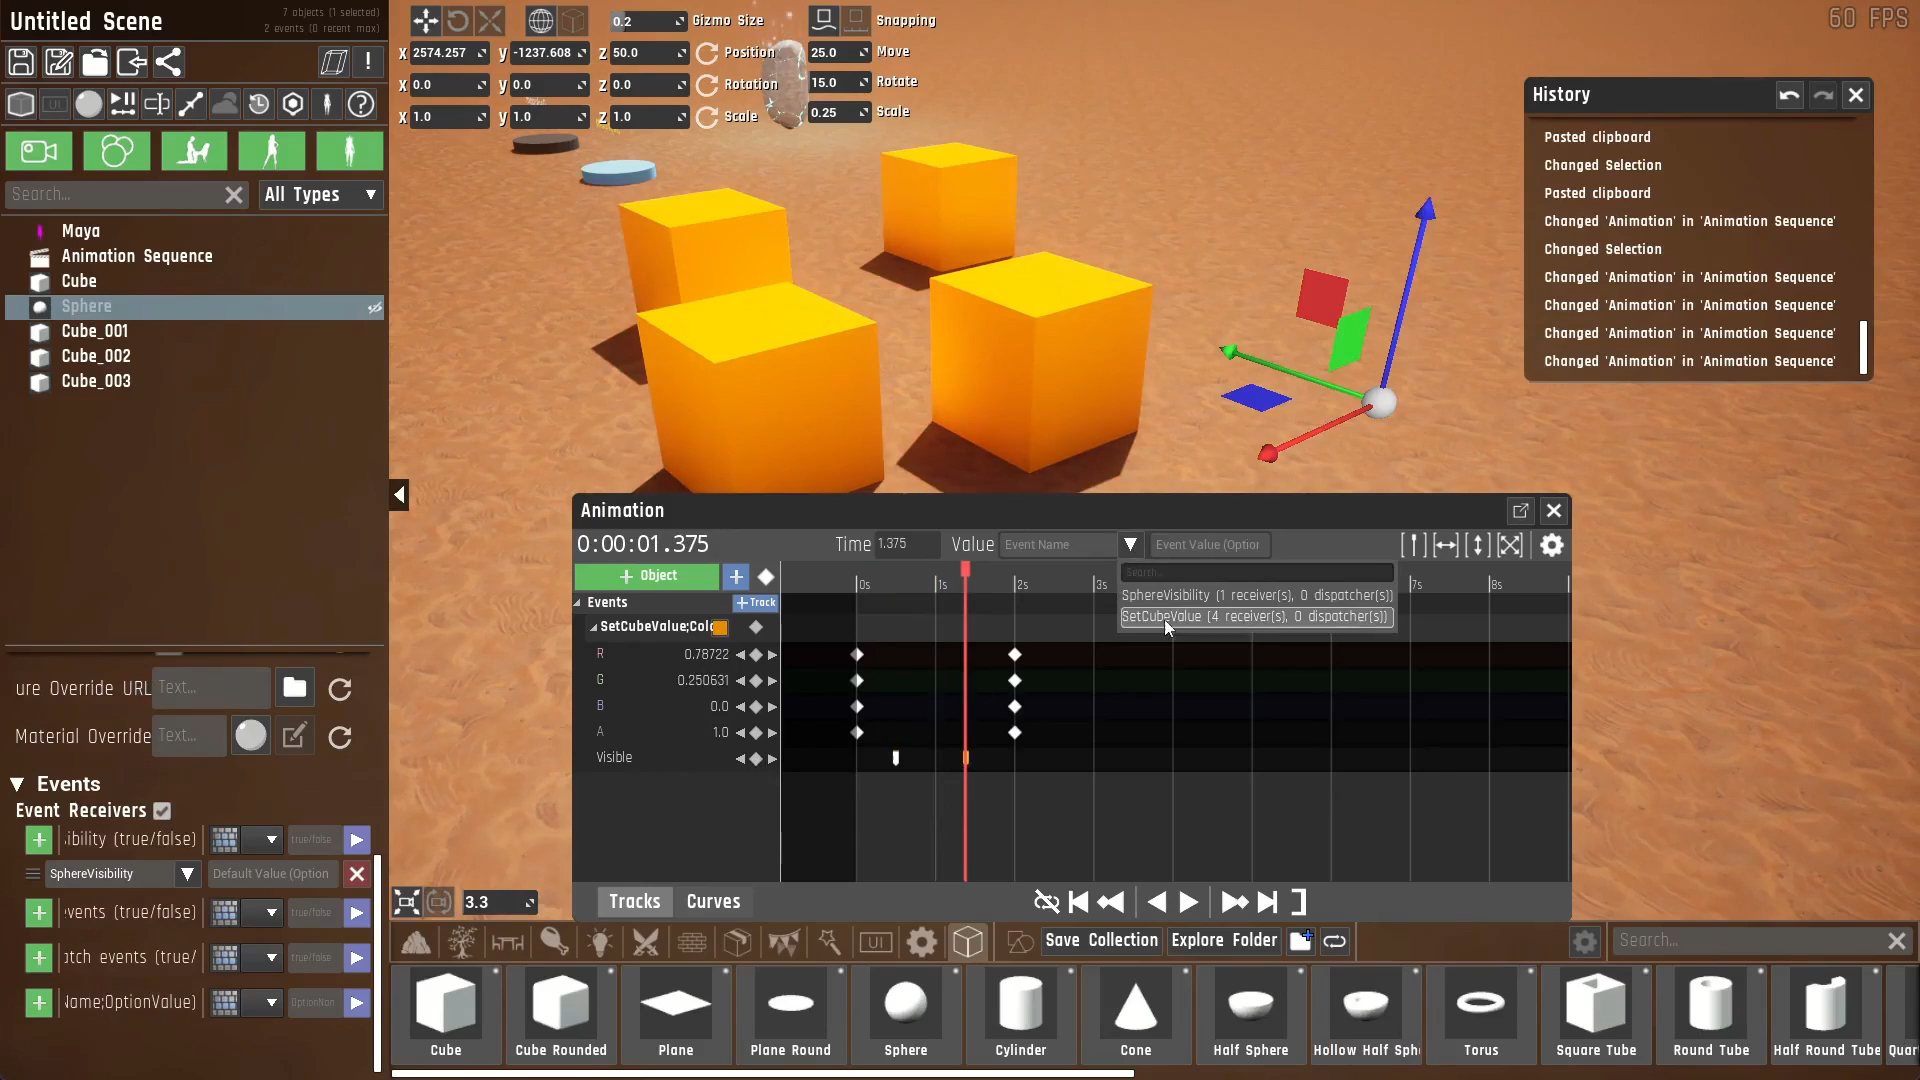 Untitled Scene
7 objects (1 selected)
2 events (0 recent max)
Search...
All Types
Maya
Animation Sequence
Cube
Sphere
Cube_001
Cube_002
Cube_003
ure Override URL
Text...
Material Override
Text...
Events
Event Receivers
ibility (true/false)
true/false
SphereVisibility
Default Value (Option
vents (true/false)
true/false
atch events (true/
true/false
Name;OptionValue)
OptionNan
0.2
Gizmo Size
Snapping
X 2574.257 y -1237.608 Z 50.0 Position
25.0 Move
X 0.0 y 0.0 Z 0.0 Rotation
15.0 Rotate
X 1.0 y 1.0 Z 1.0 Scale
0.25 Scale
60 FPS
History
Pasted clipboard
Changed Selection
Pasted clipboard
Changed 'Animation' in 'Animation Sequence'
Changed Selection
Changed 'Animation' in 'Animation Sequence'
Changed 'Animation' in 'Animation Sequence'
Changed 'Animation' in 'Animation Sequence'
Changed 'Animation' in 'Animation Sequence'
Animation
0:00:01.375
Time 1.375
Value Event Name
Event Value (Option
+ Object
+
0s 1s 2s 3s 7s 8s
Search...
SphereVisibility (1 receiver(s), 0 dispatcher(s))
SetCubeValue (4 receiver(s), 0 dispatcher(s))
Events
+Track
SetCubeValue;Colo
R 0.78722
G 0.250631
B 0.0
A 1.0
Visible
3.3
Tracks
Curves
UI
Save Collection
Explore Folder
Search...
Cube
Cube Rounded
Plane
Plane Round
Sphere
Cylinder
Cone
Half Sphere
Hollow Half Sph
Torus
Square Tube
Round Tube
Half Round Tube
Quar